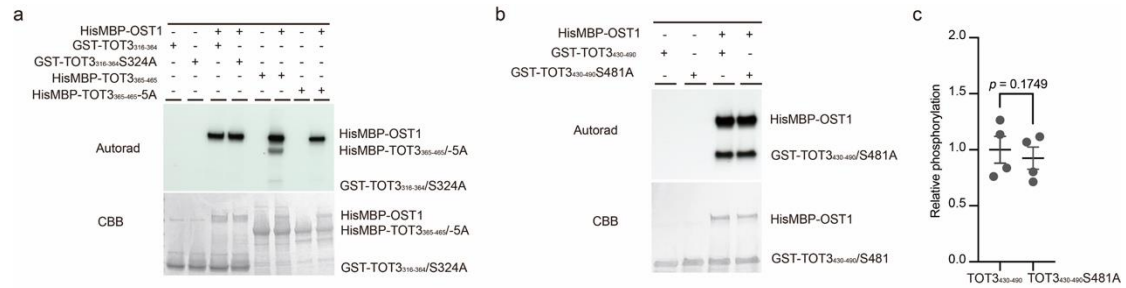 a
HisMBP-OST1 - - + + - + - +
GST-TOT3316-364 + - + - - - - -
GST-TOT3316-364S324A - + - + - - - -
HisMBP-TOT3365-465 - - - - + + - -
HisMBP-TOT3365-465-5A - - - - - - + +
Autorad
HisMBP-OST1
HisMBP-TOT3365-465/-5A
GST-TOT3316-364/S324A
CBB
HisMBP-OST1
HisMBP-TOT3365-465/-5A
GST-TOT3316-364/S324A
b
HisMBP-OST1 - - + +
GST-TOT3430-490 + - + -
GST-TOT3430-490S481A - + - +
Autorad
HisMBP-OST1
GST-TOT3430-490/S481A
CBB
HisMBP-OST1
GST-TOT3430-490/S481
c
Relative phosphorylation
2.0
1.5
1.0
0.5
0.0
p = 0.1749
TOT3430-490 TOT3430-490S481A